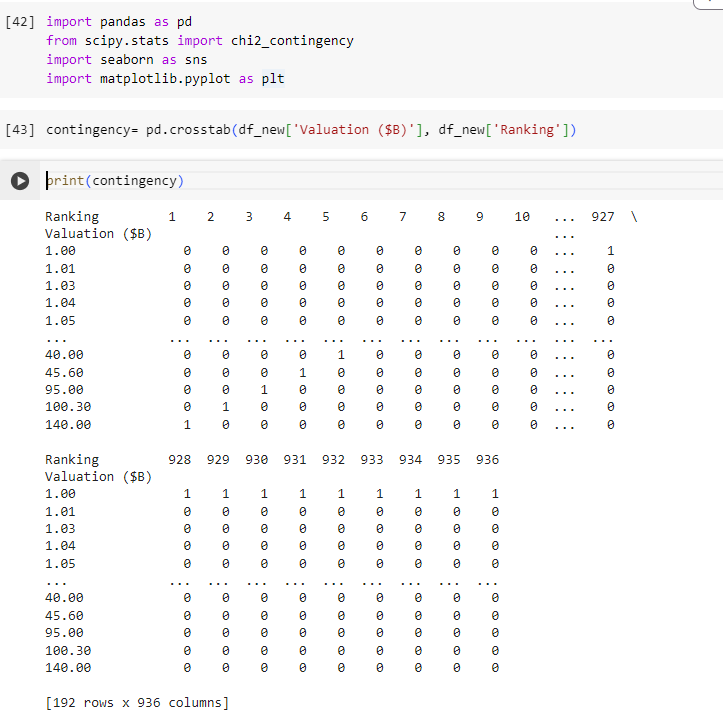 [42] import pandas as pd
from scipy.stats import chi2_contingency
import seaborn as sns
import matplotlib.pyplot as plt
[43] contingency= pd.crosstab(df_new['Valuation ($B)'], df_new['Ranking'])
print(contingency)
Ranking 1 2 3 4 5 6 7 8 9 10 ... 927 \
Valuation ($B) ...
1.00 0 0 0 0 0 0 0 0 0 0 ... 1
1.01 0 0 0 0 0 0 0 0 0 0 ... 0
1.03 0 0 0 0 0 0 0 0 0 0 ... 0
1.04 0 0 0 0 0 0 0 0 0 0 ... 0
1.05 0 0 0 0 0 0 0 0 0 0 ... 0
... ... ... ... ... ... ... ... ... ... ... ... ...
40.00 0 0 0 0 1 0 0 0 0 0 ... 0
45.60 0 0 0 1 0 0 0 0 0 0 ... 0
95.00 0 0 1 0 0 0 0 0 0 0 ... 0
100.30 0 1 0 0 0 0 0 0 0 0 ... 0
140.00 1 0 0 0 0 0 0 0 0 0 ... 0
Ranking 928 929 930 931 932 933 934 935 936
Valuation ($B)
1.00 1 1 1 1 1 1 1 1 1
1.01 0 0 0 0 0 0 0 0 0
1.03 0 0 0 0 0 0 0 0 0
1.04 0 0 0 0 0 0 0 0 0
1.05 0 0 0 0 0 0 0 0 0
... ... ... ... ... ... ... ... ... ...
40.00 0 0 0 0 0 0 0 0 0
45.60 0 0 0 0 0 0 0 0 0
95.00 0 0 0 0 0 0 0 0 0
100.30 0 0 0 0 0 0 0 0 0
140.00 0 0 0 0 0 0 0 0 0
[192 rows x 936 columns]